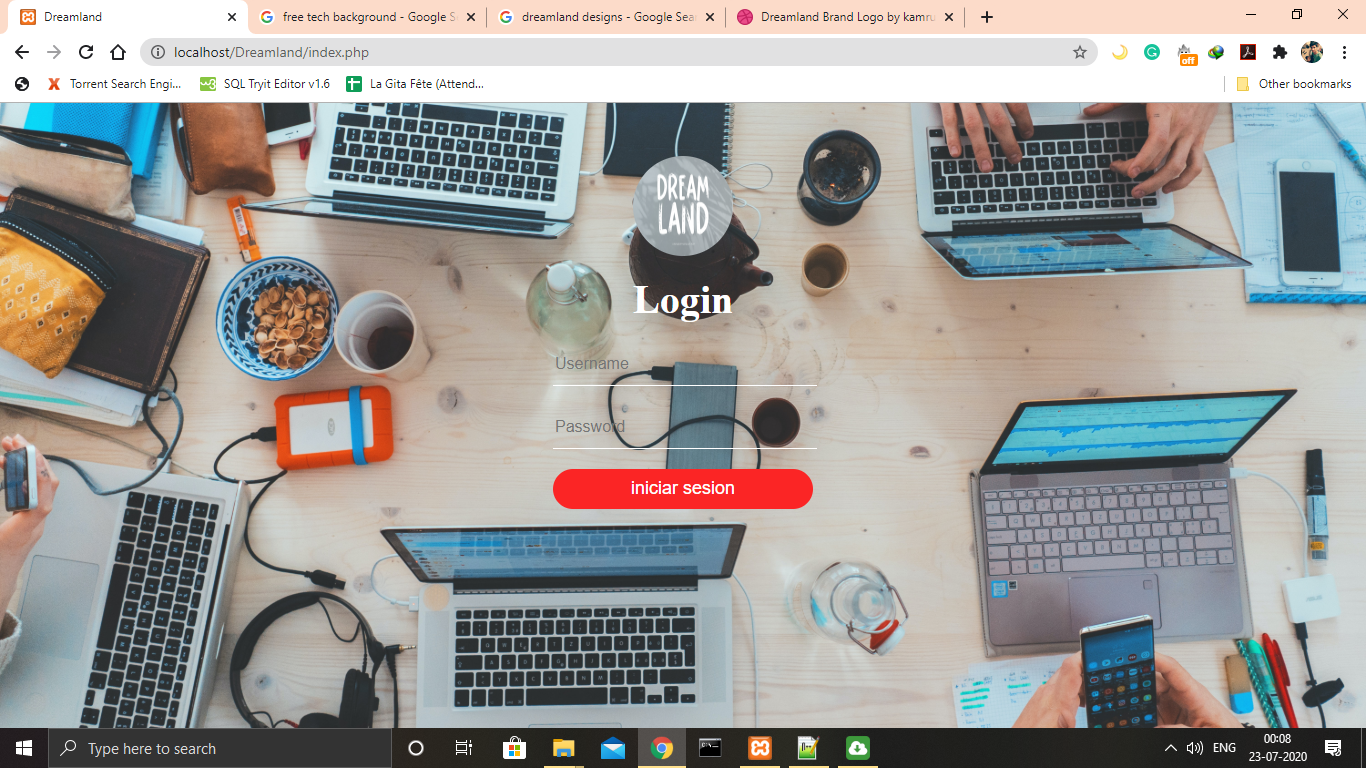 Dreamland
free tech background - Google S
dreamland designs - Google Sea
Dreamland Brand Logo by kamru
localhost/Dreamland/index.php
off
Torrent Search Engi...
SQL Tryit Editor v1.6
La Gita Fête (Attend...
Other bookmarks
DREAM
LAND
Login
Username
Password
iniciar sesion
Type here to search
ENG
00:08
23-07-2020